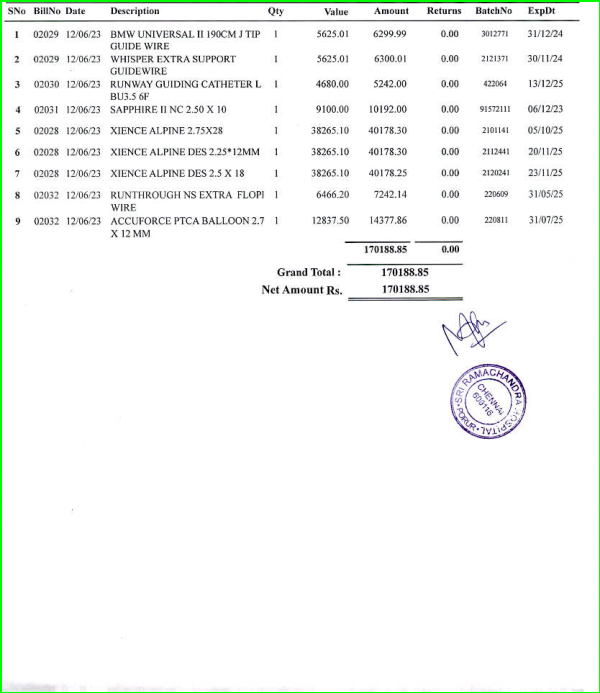 SNo BillNo Date Description Qty Value Amount Returns BatchNo ExpDt
1 02029 12/06/23 BMW UNIVERSAL II 190CM J TIP 1 5625.01 6299.99 0.00 3012771 31/12/24
GUIDE WIRE
2 02029 12/06/23 WHISPER EXTRA SUPPORT 1 5625.01 6300.01 0.00 2121371 30/11/24
GUIDEWIRE
3 02030 12/06/23 RUNWAY GUIDING CATHETER L 1 4680.00 5242.00 0.00 422064 13/12/25
BU3.5 6F
4 02031 12/06/23 SAPPHIRE II NC 2.50 X 10 1 9100.00 10192.00 0.00 91572111 06/12/23
5 02028 12/06/23 XIENCE ALPINE 2.75X28 1 38265.10 40178.30 0.00 2101141 05/10/25
6 02028 12/06/23 XIENCE ALPINE DES 2.25*12MM 1 38265.10 40178.30 0.00 2112441 20/11/25
7 02028 12/06/23 XIENCE ALPINE DES 2.5 X 18 1 38265.10 40178.25 0.00 2120241 23/11/25
8 02032 12/06/23 RUNTHROUGH NS EXTRA FLOPI 1 6466.20 7242.14 0.00 220609 31/05/25
WIRE
9 02032 12/06/23 ACCUFORCE PTCA BALLOON 2.7 1 12837.50 14377.86 0.00 220811 31/07/25
X 12 MM
170188.85 0.00
Grand Total : 170188.85
Net Amount Rs. 170188.85
SRI RAMACHANDRA HOSPITAL
CHENNAI
600116
PORUR